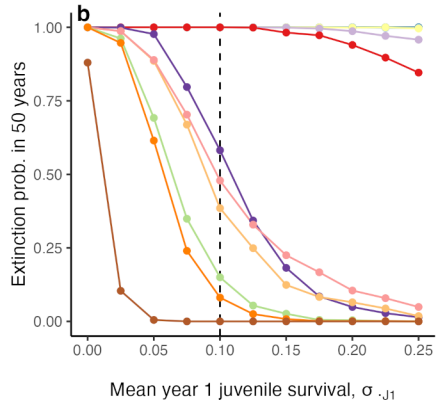 b
Extinction prob. in 50 years
1.00
0.75
0.50
0.25
0.00
0.00 0.05 0.10 0.15 0.20 0.25
Mean year 1 juvenile survival, σ ·J1